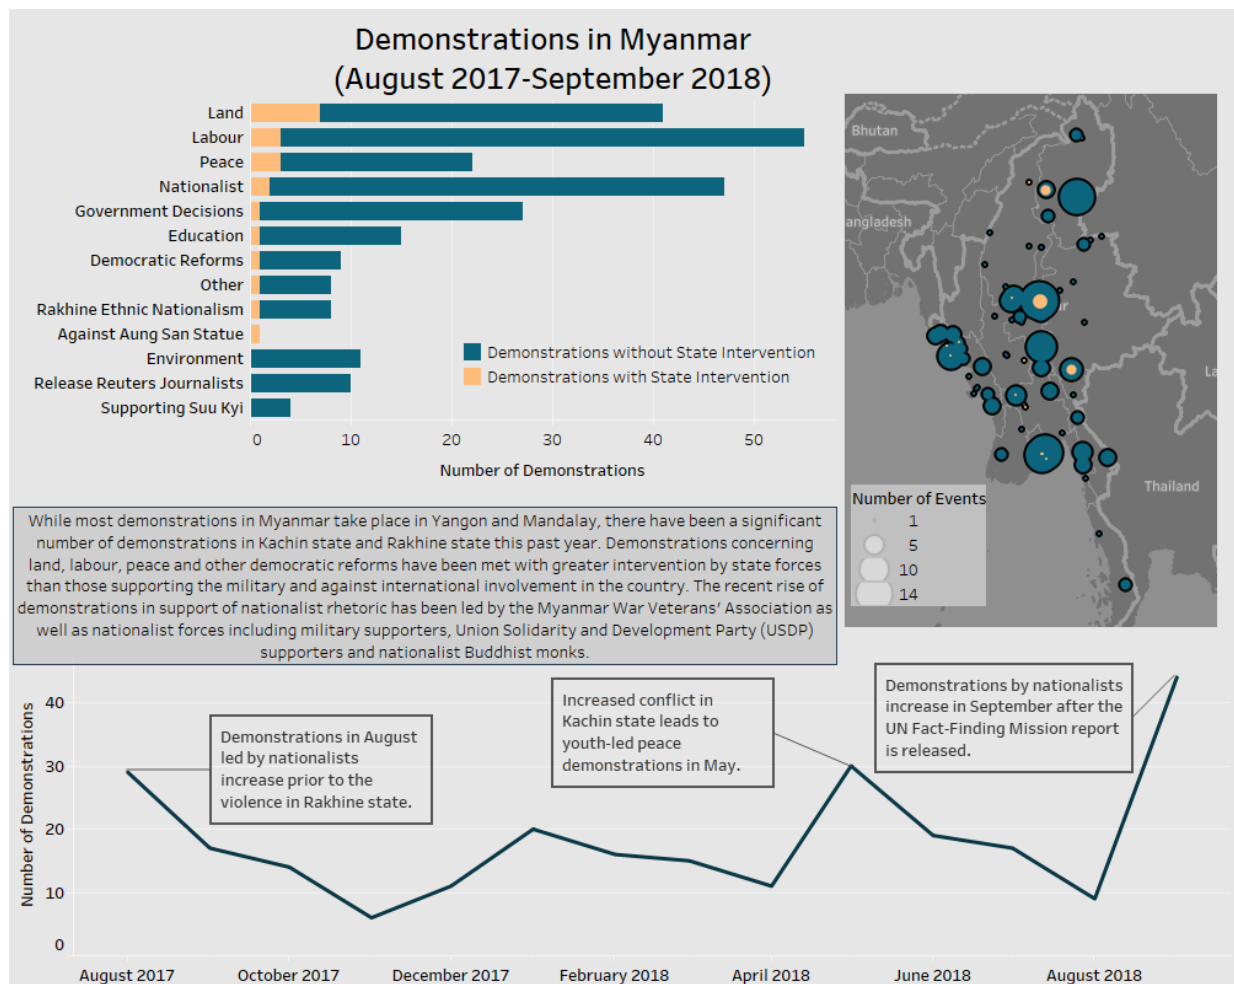 Demonstrations in Myanmar
(August 2017-September 2018)
Land
Labour
Peace
Nationalist
Government Decisions
Education
Democratic Reforms
Other
Rakhine Ethnic Nationalism
Against Aung San Statue
Environment
Release Reuters Journalists
Supporting Suu Kyi
Demonstrations without State Intervention
Demonstrations with State Intervention
0 10 20 30 40 50
Number of Demonstrations
Bhutan
angladesh
ar
La
Thailand
Number of Events
1
5
10
14
While most demonstrations in Myanmar take place in Yangon and Mandalay, there have been a significant
number of demonstrations in Kachin state and Rakhine state this past year. Demonstrations concerning
land, labour, peace and other democratic reforms have been met with greater intervention by state forces
than those supporting the military and against international involvement in the country. The recent rise of
demonstrations in support of nationalist rhetoric has been led by the Myanmar War Veterans' Association as
well as nationalist forces including military supporters, Union Solidarity and Development Party (USDP)
supporters and nationalist Buddhist monks.
Number of Demonstrations
40
30
20
10
0
Demonstrations in August
led by nationalists
increase prior to the
violence in Rakhine state.
Increased conflict in
Kachin state leads to
youth-led peace
demonstrations in May.
Demonstrations by nationalists
increase in September after the
UN Fact-Finding Mission report
is released.
August 2017 October 2017 December 2017 February 2018 April 2018 June 2018 August 2018